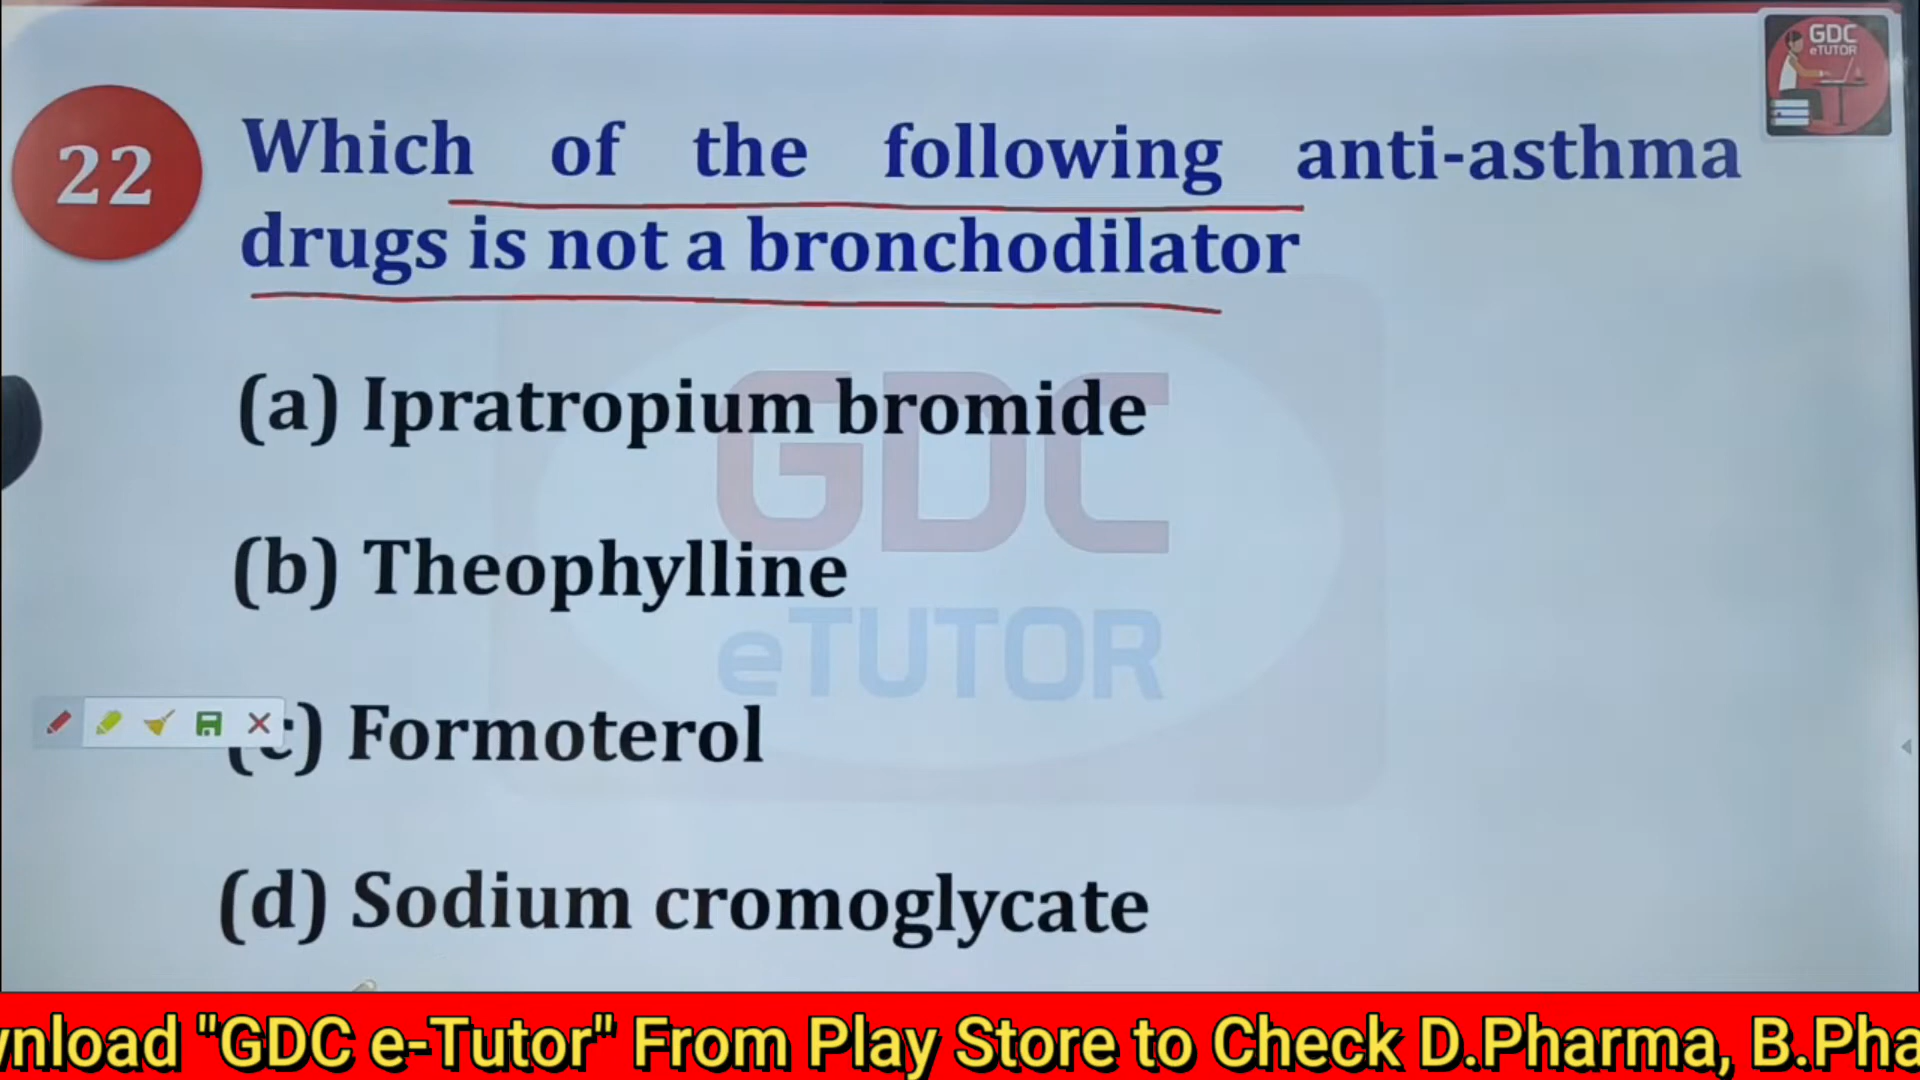 GDC
eTUTOR
22
Which of the following anti-asthma
drugs is not a bronchodilator
(a) Ipratropium bromide
(b) Theophylline
(c) Formoterol
(d) Sodium cromoglycate
GDC
eTUTOR
wnload "GDC e-Tutor" From Play Store to Check D.Pharma, B.Pha